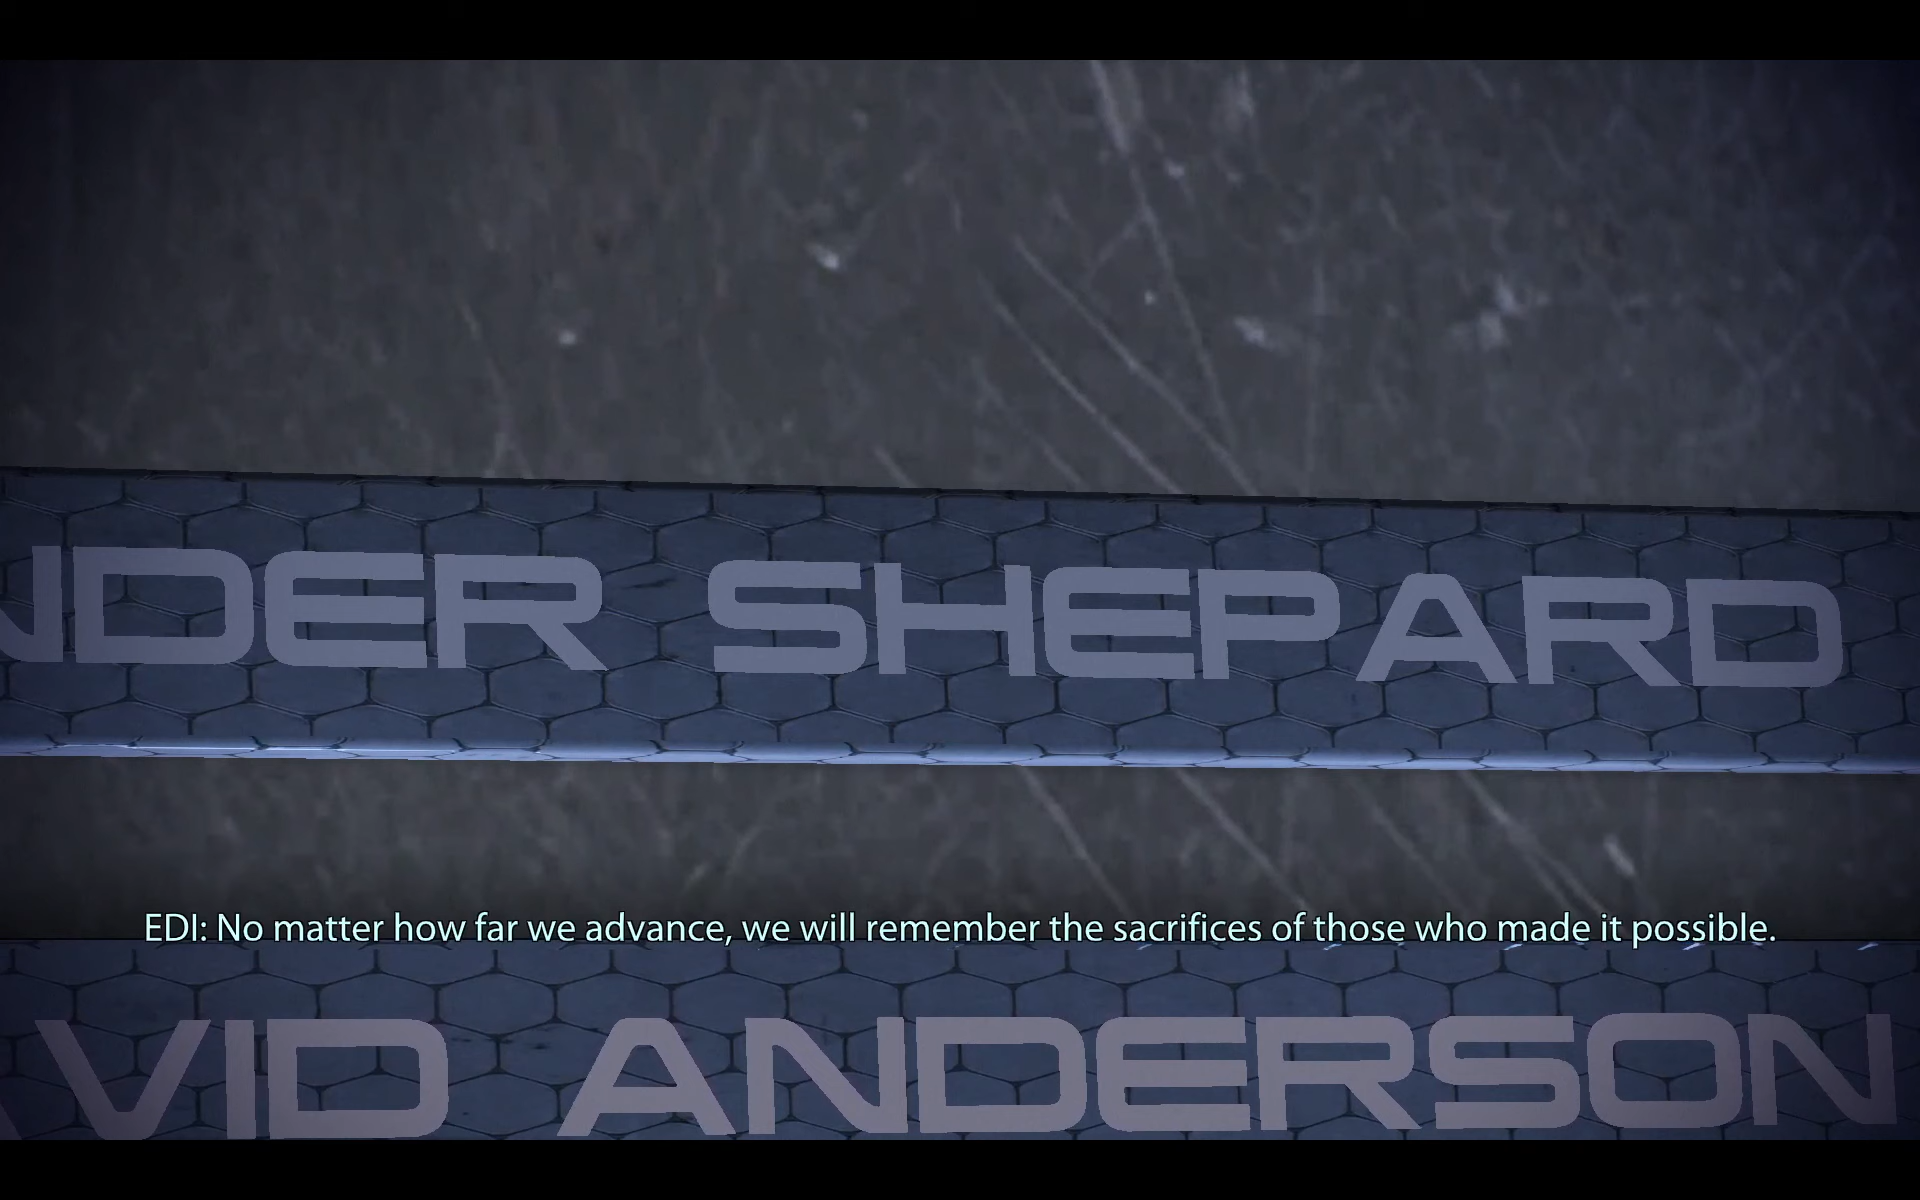 NDER SHEPARD
EDI: No matter how far we advance, we will remember the sacrifices of those who made it possible.
AVID ANDERSON